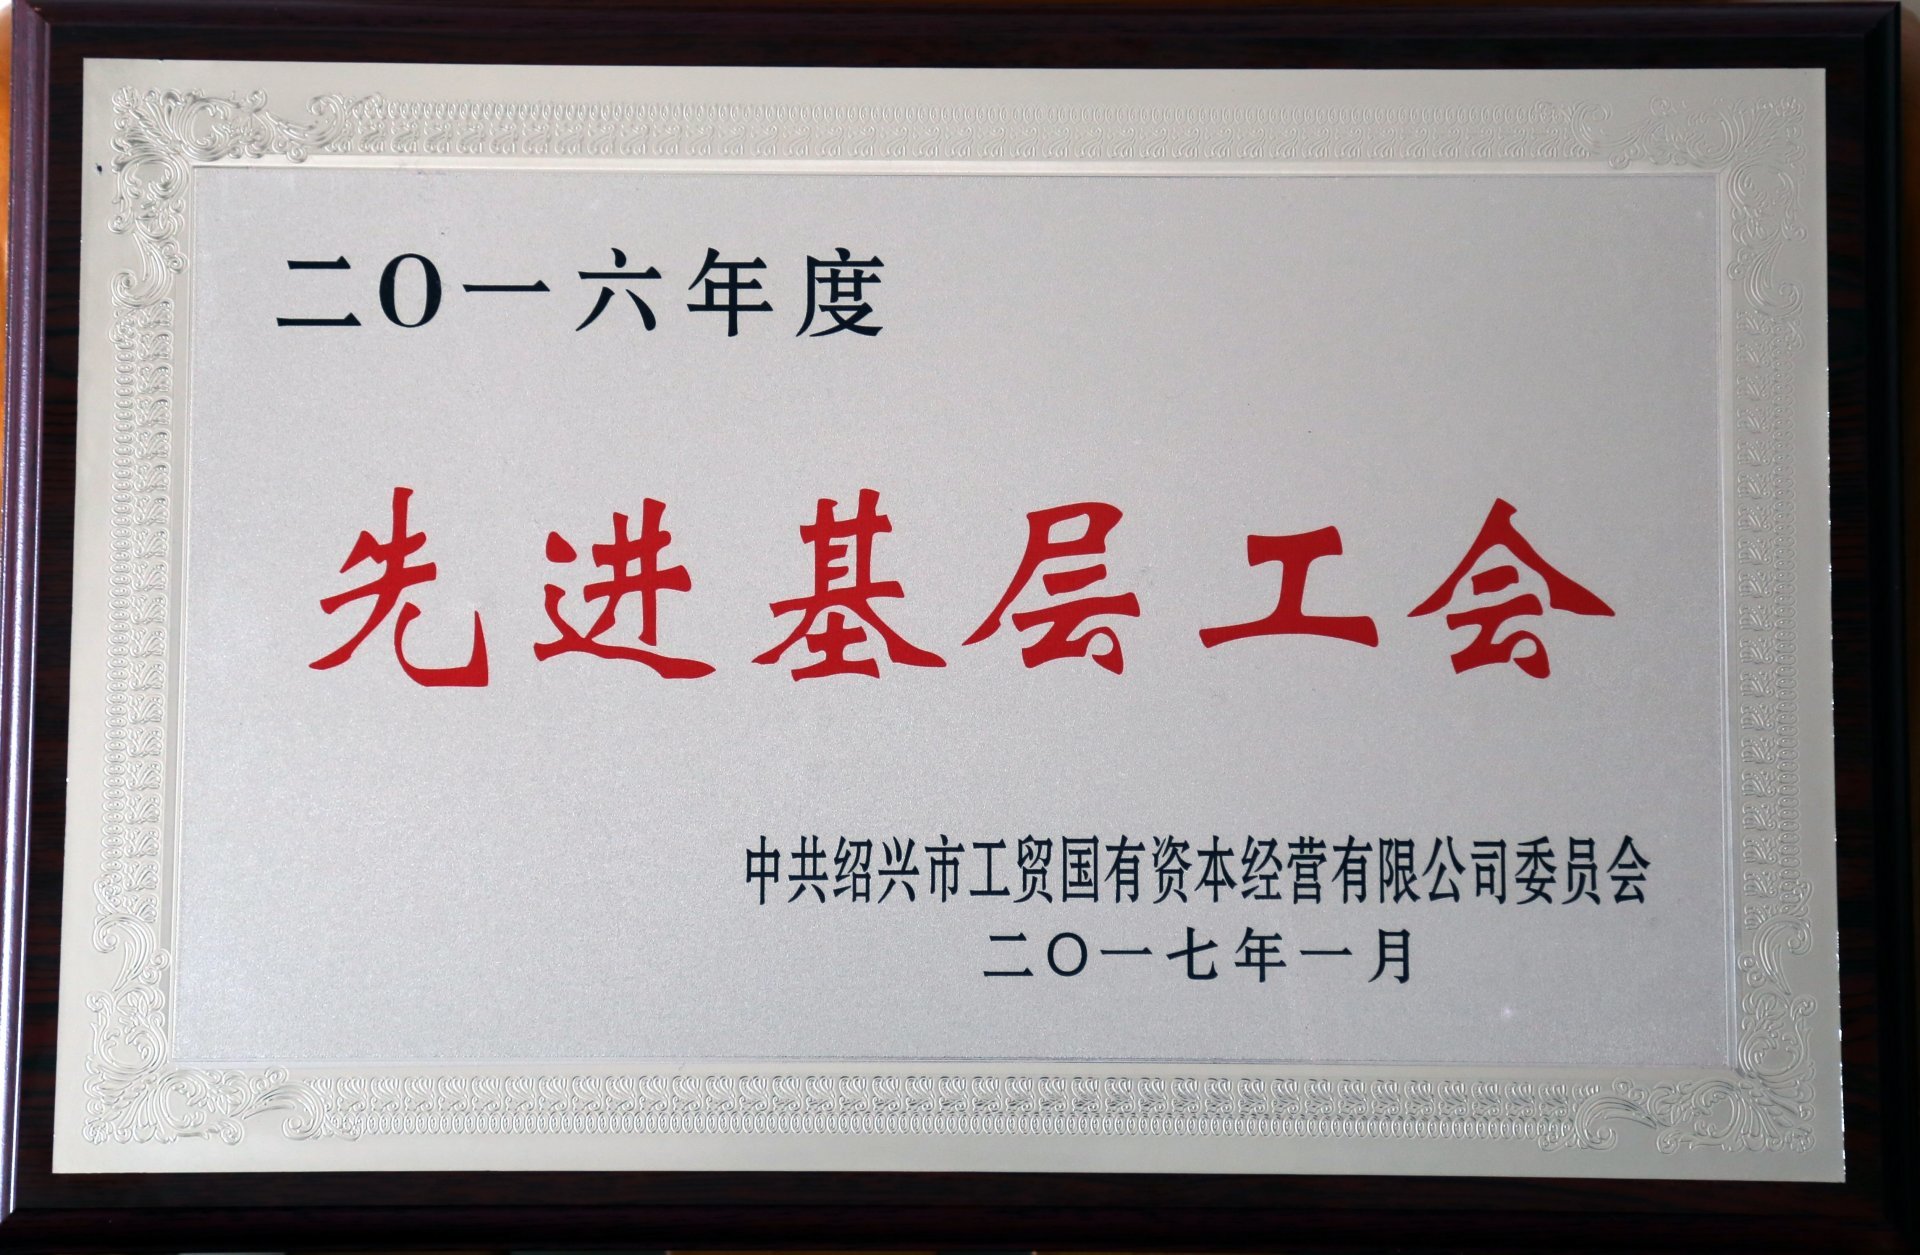 二〇一六年度
先进基层工会
中共绍兴市工贸国有资本经营有限公司委员会
二〇一七年一月